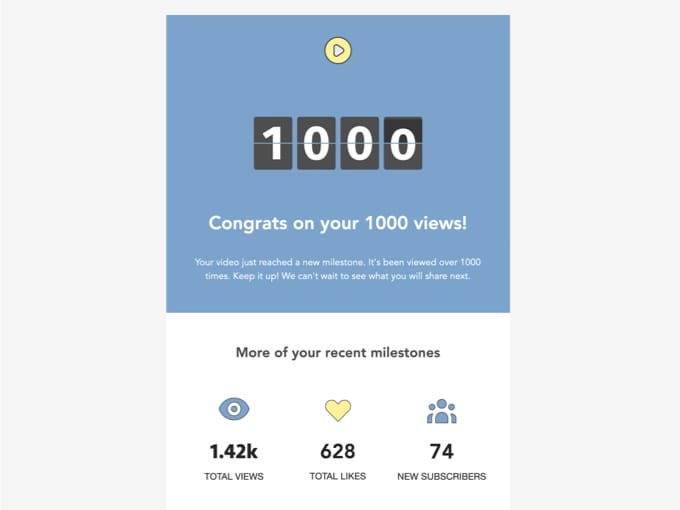 1000
Congrats on your 1000 views!
Your video just reached a new milestone. It's been viewed over 1000
times. Keep it up! We can't wait to see what you will share next.
More of your recent milestones
1.42k 628 74
TOTAL VIEWS TOTAL LIKES NEW SUBSCRIBERS